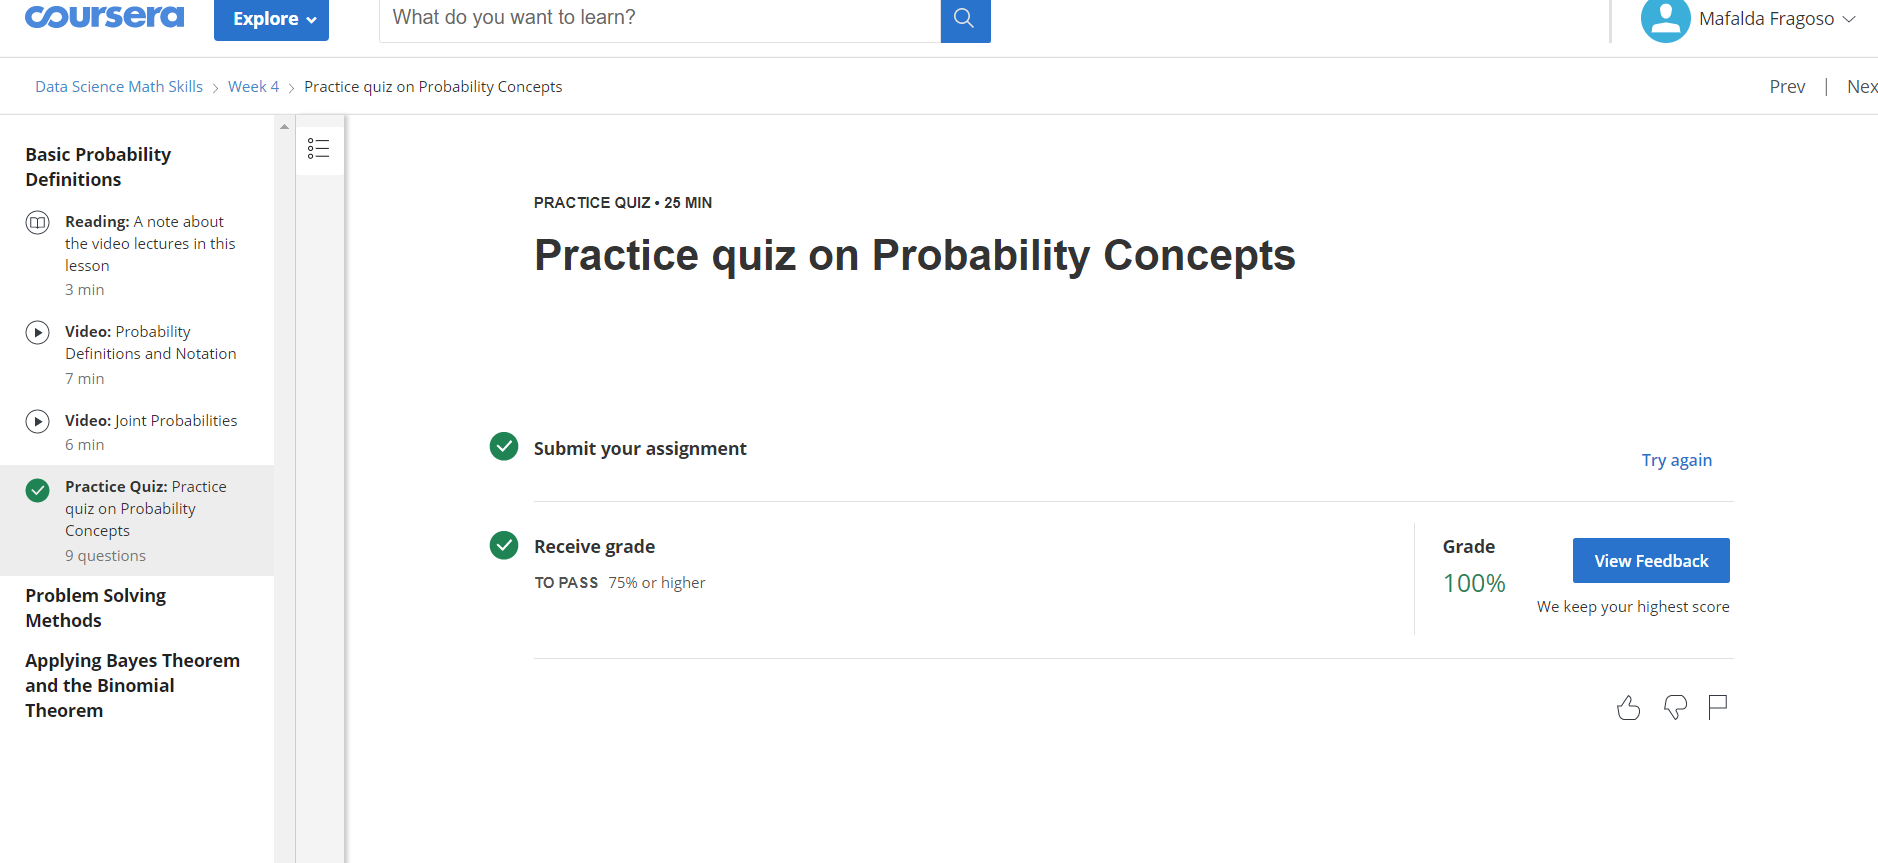 coursera
Explore
What do you want to learn?
Mafalda Fragoso
Data Science Math Skills > Week 4 > Practice quiz on Probability Concepts
Prev | Nex
Basic Probability
Definitions
Reading: A note about
the video lectures in this
lesson
3 min
Video: Probability
Definitions and Notation
7 min
Video: Joint Probabilities
6 min
Practice Quiz: Practice
quiz on Probability
Concepts
9 questions
Problem Solving
Methods
Applying Bayes Theorem
and the Binomial
Theorem
PRACTICE QUIZ • 25 MIN
Practice quiz on Probability Concepts
Submit your assignment
Try again
Receive grade
TO PASS 75% or higher
Grade
100%
View Feedback
We keep your highest score